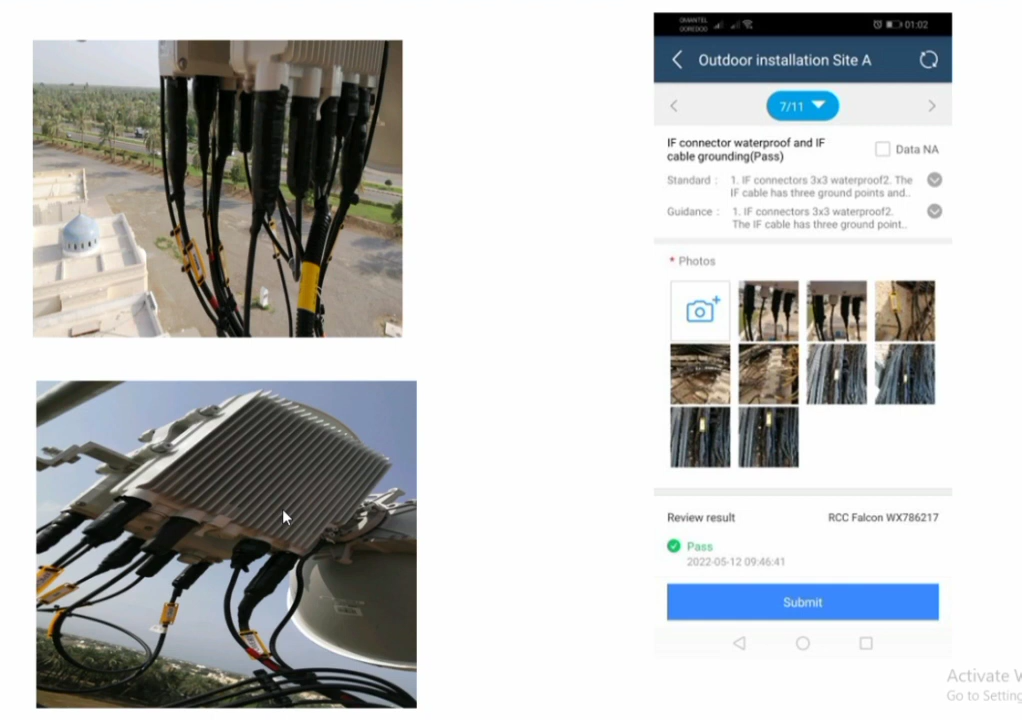 OMANTEL
OOREDOO
01:02
Outdoor installation Site A
7/11
IF connector waterproof and IF
cable grounding(Pass)
Data NA
Standard :
1. IF connectors 3x3 waterproof2. The
IF cable has three ground points and..
Guidance :
1. IF connectors 3x3 waterproof2.
The IF cable has three ground point..
* Photos
Review result
RCC Falcon WX786217
Pass
2022-05-12 09:46:41
Submit
Activate W
Go to Setting